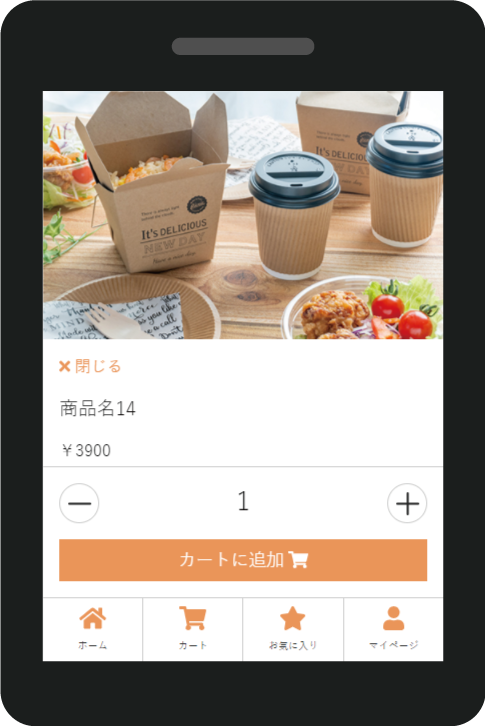 It's DELICIOUS
NEW DAY
It's DELICIOUS
✕ 閉じる
商品名14
￥3900
1
カートに追加
ホーム
カート
お気に入り
マイページ